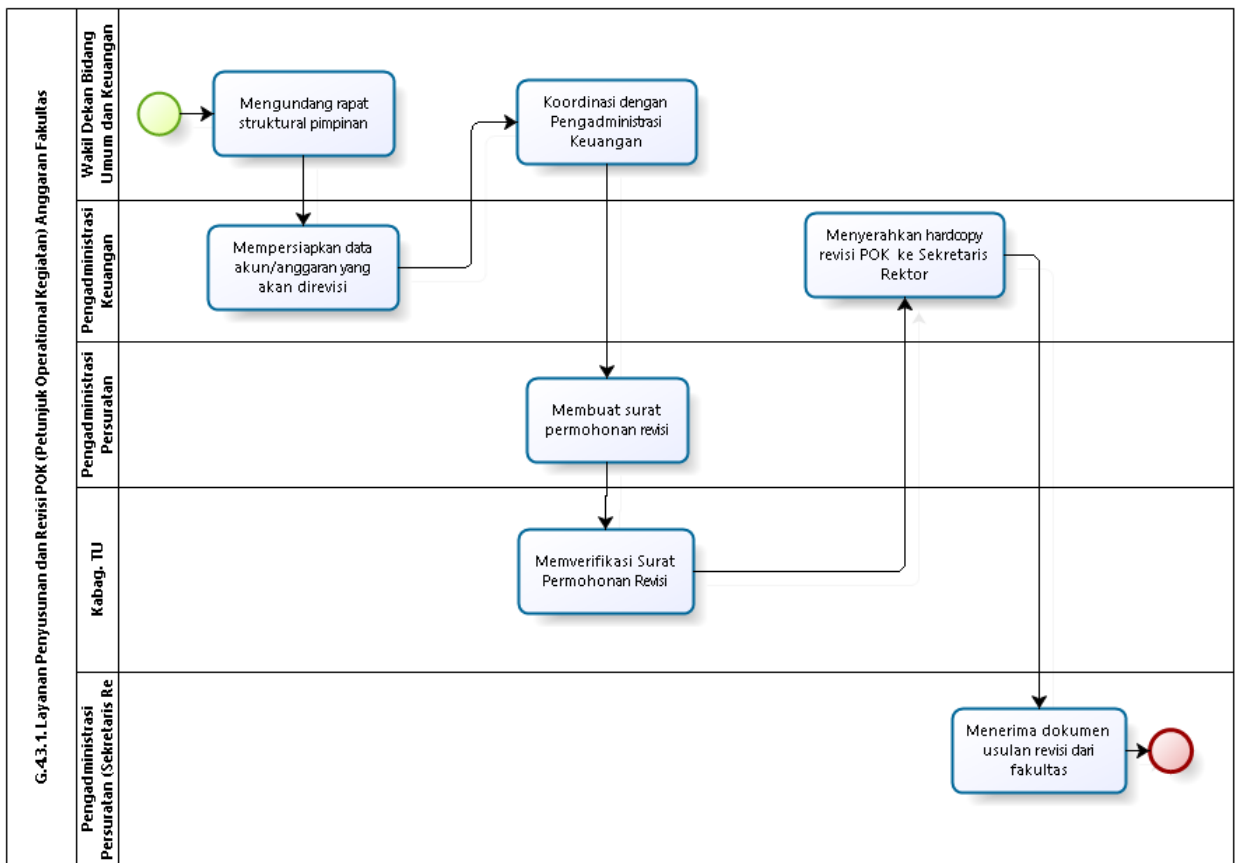 G.4.3.1. Layanan Penyusunan dan Revisi POK (Petunjuk Operational Kegiatan) Anggaran Fakultas
Wakil Dekan Bidang
Umum dan Keuangan
Mengundang rapat
struktural pimpinan
Koordinasi dengan
Pengadministrasi
Keuangan
Pengadministrasi
Keuangan
Mempersiapkan data
akun/anggaran yang
akan direvisi
Menyerahkan hardcopy
revisi POK ke Sekretaris
Rektor
Pengadministrasi
Persuratan
Membuat surat
permohonan revisi
Kabag. TU
Memverifikasi Surat
Permohonan Revisi
Pengadministrasi
Persuratan (Sekretaris Re
Menerima dokumen
usulan revisi dari
fakultas